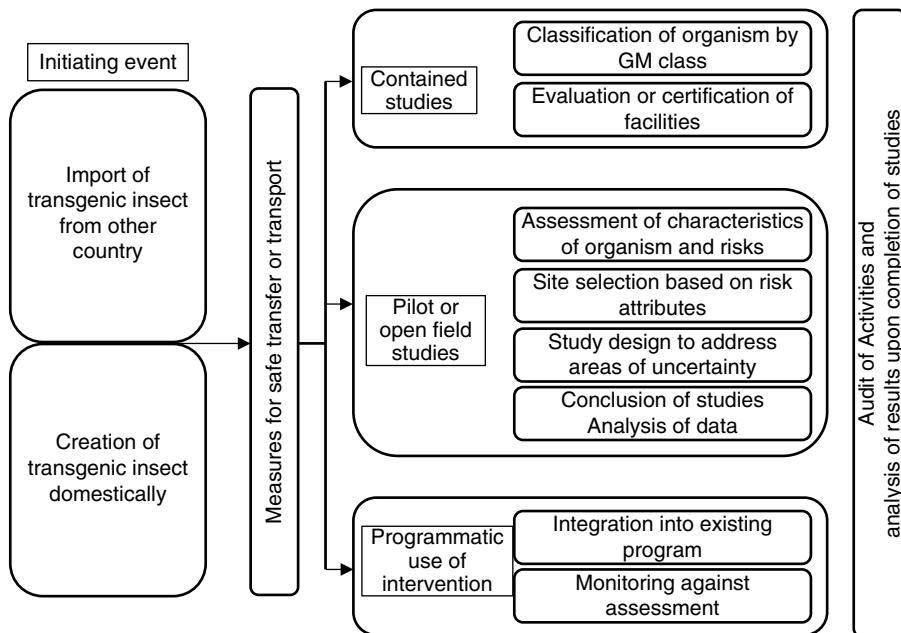 Initiating event
Import of
transgenic insect
from other
country
Creation of
transgenic insect
domestically
Measures for safe transfer or transport
Contained
studies
Classification of organism by
GM class
Evaluation or certification of
facilities
Pilot or
open field
studies
Assessment of characteristics
of organism and risks
Site selection based on risk
attributes
Study design to address
areas of uncertainty
Conclusion of studies
Analysis of data
Programmatic
use of
intervention
Integration into existing
program
Monitoring against
assessment
Audit of Activities and
analysis of results upon completion of studies